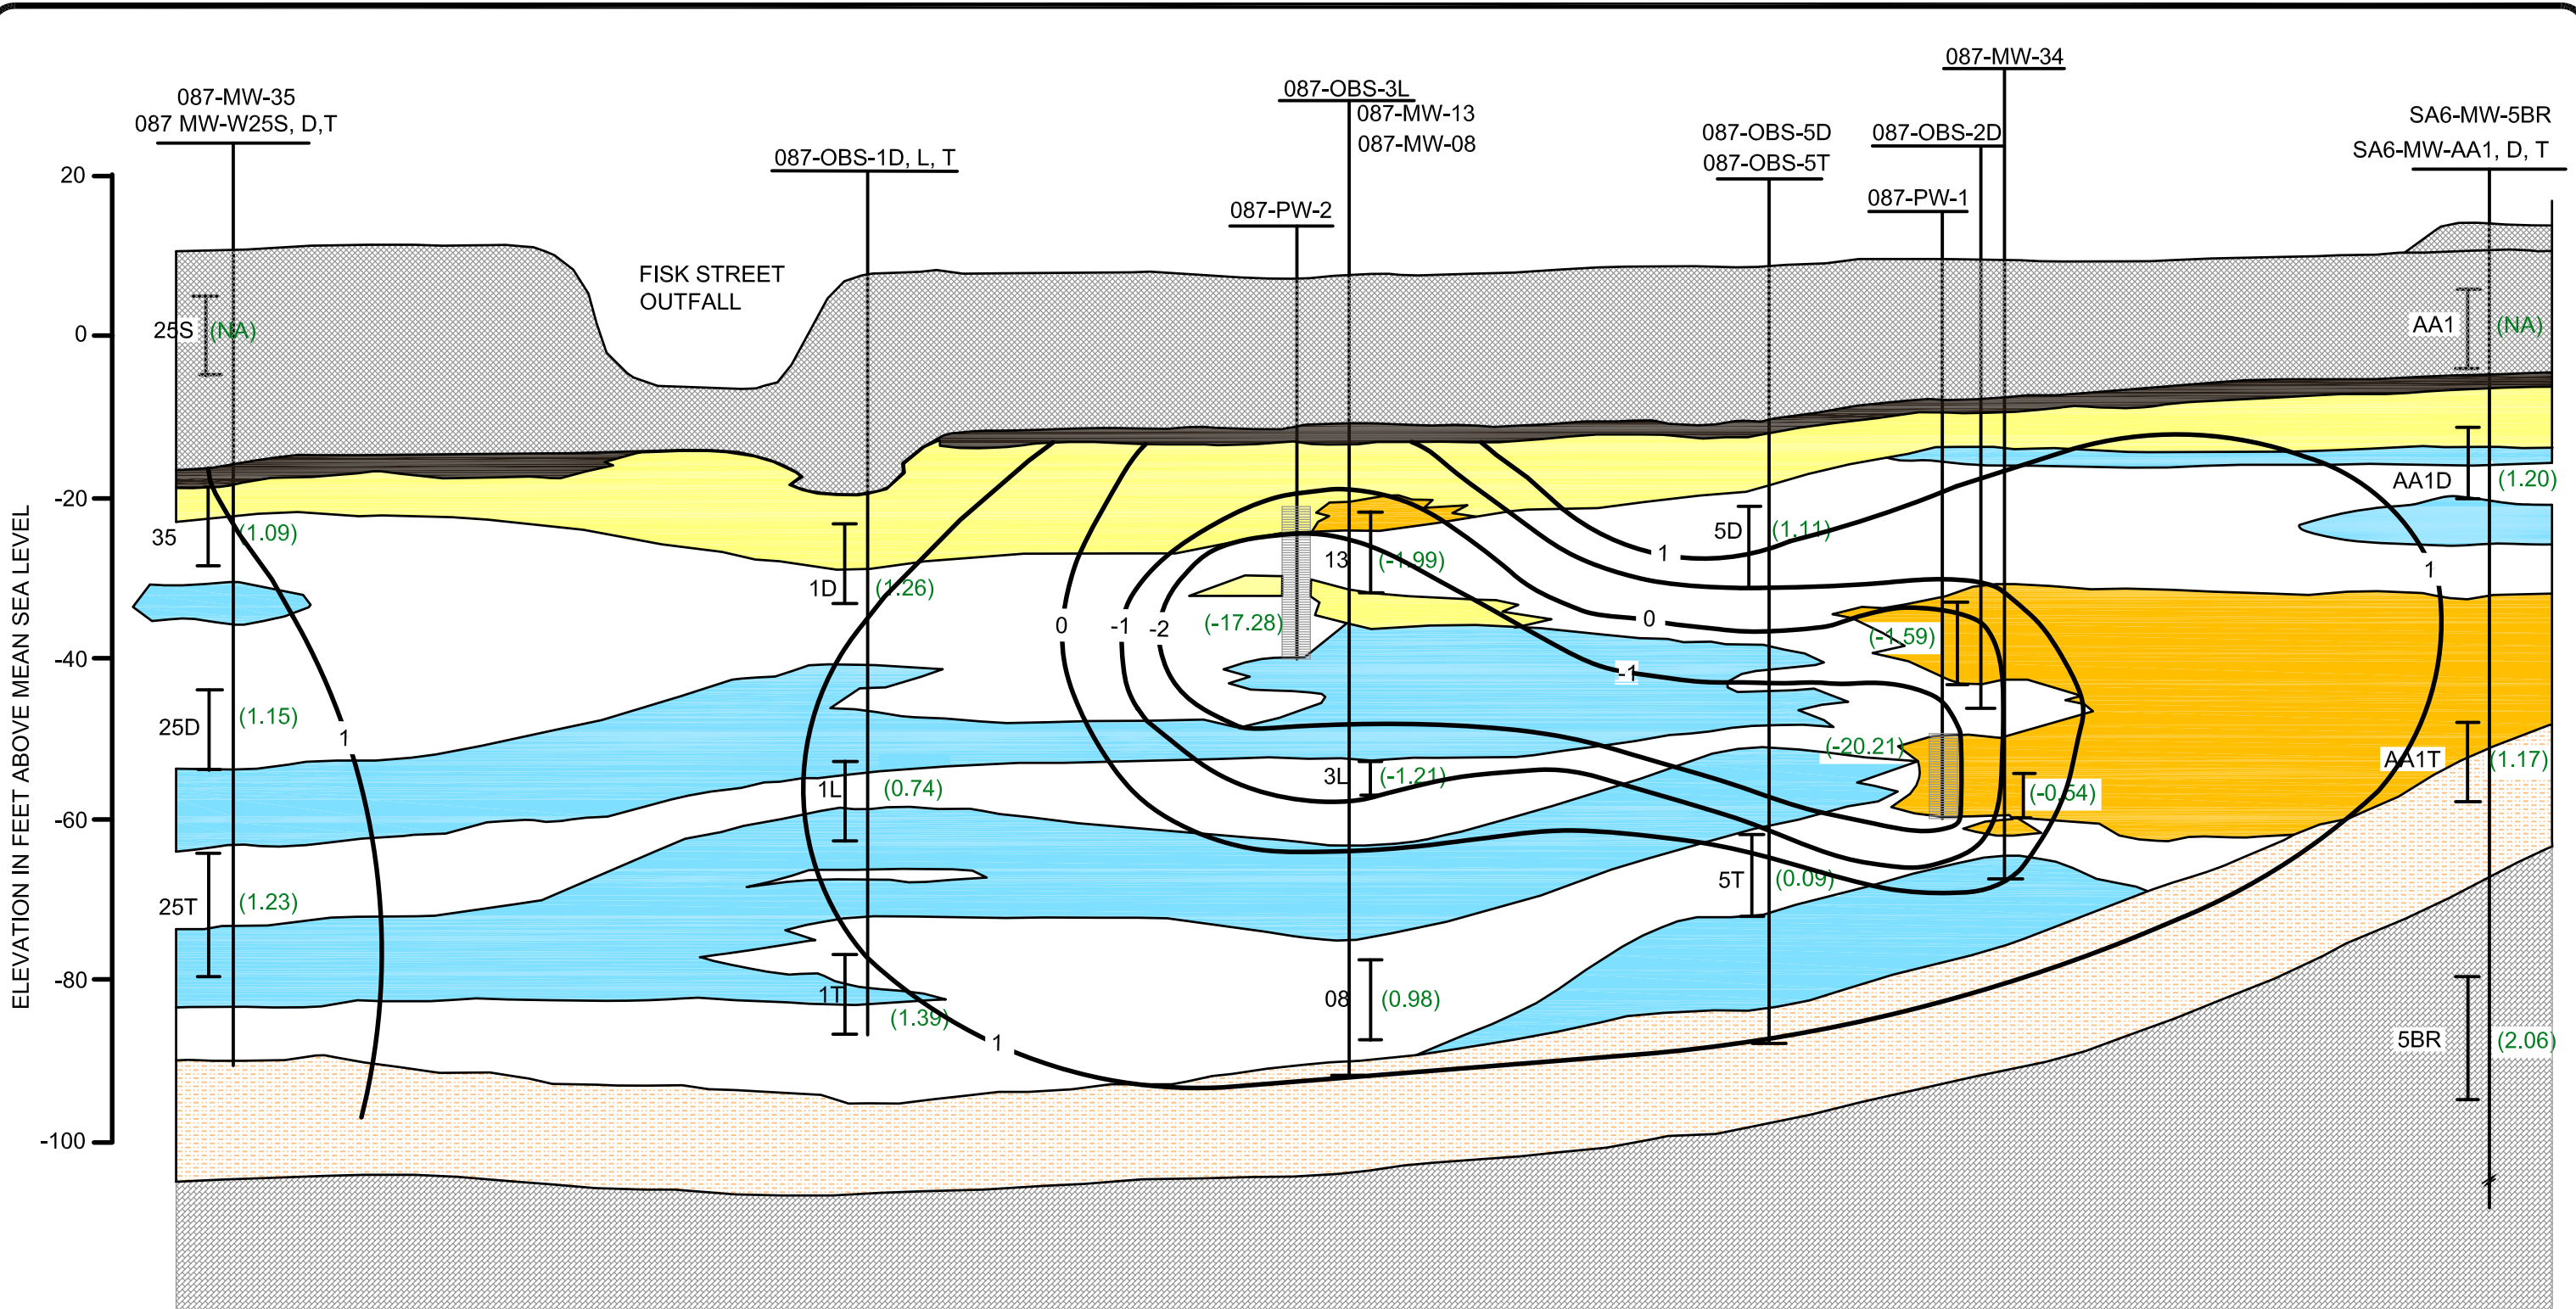 087-MW-34
087-OBS-3L
087-MW-13
087-MW-08
087-MW-35
087 MW-W25S, D,T
087-OBS-1D, L, T
087-PW-2
087-OBS-5D
087-OBS-5T
087-OBS-2D
087-PW-1
SA6-MW-5BR
SA6-MW-AA1, D, T
ELEVATION IN FEET ABOVE MEAN SEA LEVEL
20
0
-20
-40
-60
-80
-100
FISK STREET
OUTFALL
25S (NA)
AA1 (NA)
35 (1.09)
25D (1.15)
25T (1.23)
1
1D (1.26)
1L (0.74)
1T (1.39)
1
0
-1
-2
(-17.28)
13 (-1.99)
3L (-1.21)
08 (0.98)
1
0
-1
5D (1.11)
5T (0.09)
(-1.59)
(-20.21)
(-0.54)
1
AA1D (1.20)
AA1T (1.17)
5BR (2.06)